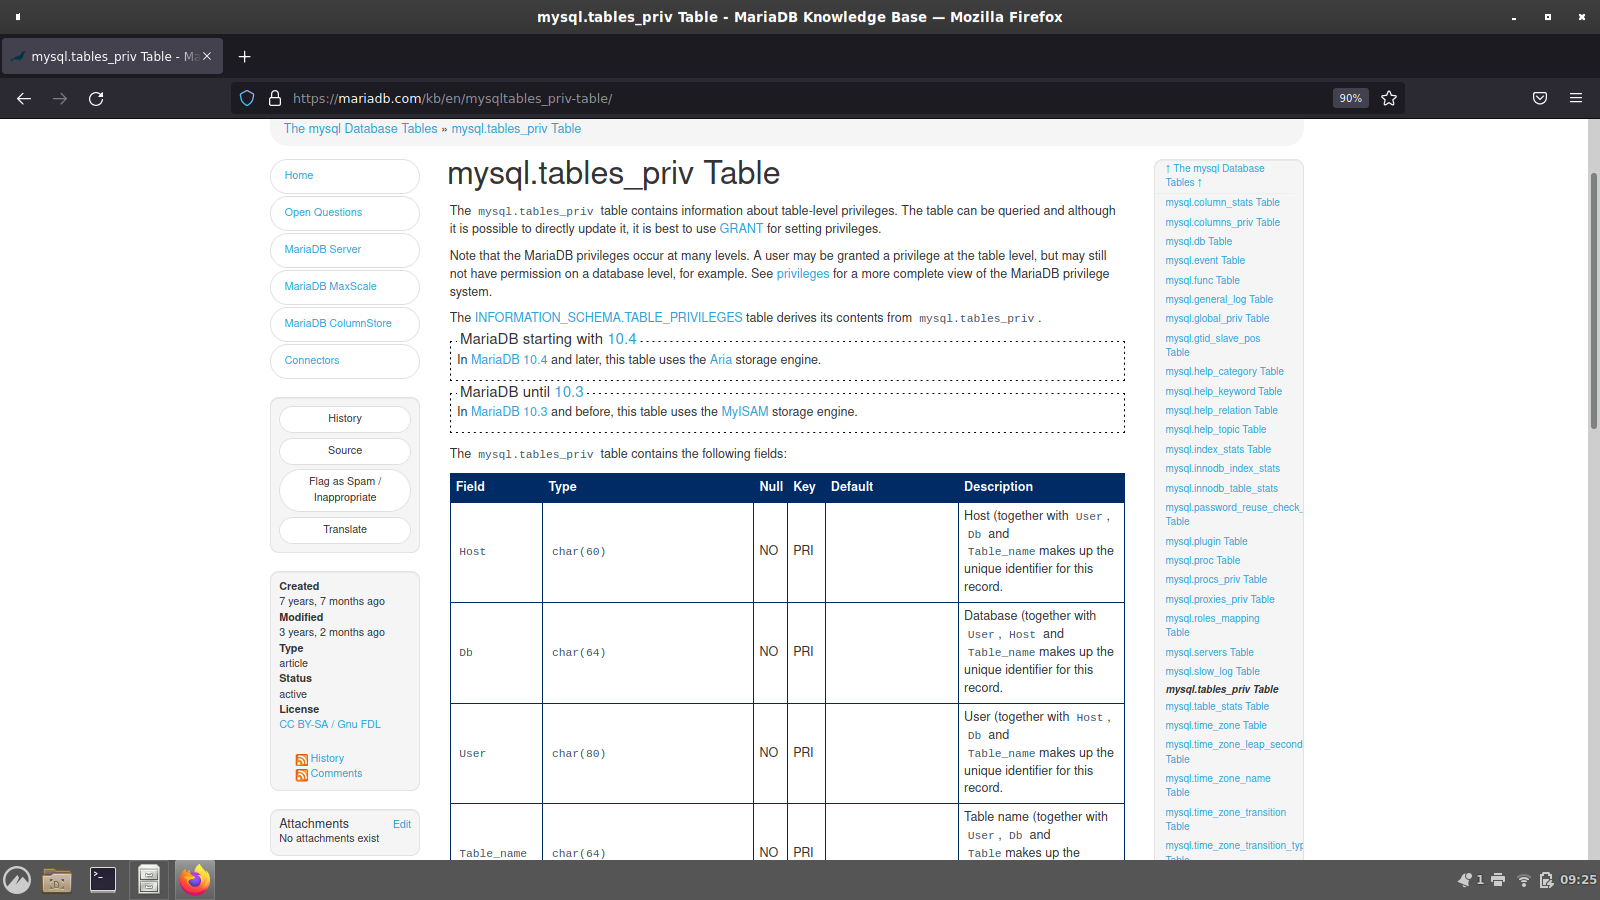 mysql.tables_priv Table - MariaDB Knowledge Base — Mozilla Firefox
mysql.tables_priv Table - Ma
https://mariadb.com/kb/en/mysqltables_priv-table/
90%
The mysql Database Tables » mysql.tables_priv Table
Home
Open Questions
MariaDB Server
MariaDB MaxScale
MariaDB ColumnStore
Connectors
History
Source
Flag as Spam /
Inappropriate
Translate
Created
7 years, 7 months ago
Modified
3 years, 2 months ago
Type
article
Status
active
License
CC BY-SA / Gnu FDL
History
Comments
Attachments Edit
No attachments exist
mysql.tables_priv Table
The mysql.tables_priv table contains information about table-level privileges. The table can be queried and although
it is possible to directly update it, it is best to use GRANT for setting privileges.
Note that the MariaDB privileges occur at many levels. A user may be granted a privilege at the table level, but may still
not have permission on a database level, for example. See privileges for a more complete view of the MariaDB privilege
system.
The INFORMATION_SCHEMA.TABLE_PRIVILEGES table derives its contents from mysql.tables_priv.
MariaDB starting with 10.4
In MariaDB 10.4 and later, this table uses the Aria storage engine.
MariaDB until 10.3
In MariaDB 10.3 and before, this table uses the MyISAM storage engine.
The mysql.tables_priv table contains the following fields:
Field Type Null Key Default Description
Host char(60) NO PRI Host (together with User,
Db and
Table_name makes up the
unique identifier for this
record.
Db char(64) NO PRI Database (together with
User, Host and
Table_name makes up the
unique identifier for this
record.
User char(80) NO PRI User (together with Host,
Db and
Table_name makes up the
unique identifier for this
record.
Table_name char(64) NO PRI Table name (together with
User, Db and
Table makes up the
↑ The mysql Database
Tables ↑
mysql.column_stats Table
mysql.columns_priv Table
mysql.db Table
mysql.event Table
mysql.func Table
mysql.general_log Table
mysql.global_priv Table
mysql.gtid_slave_pos
Table
mysql.help_category Table
mysql.help_keyword Table
mysql.help_relation Table
mysql.help_topic Table
mysql.index_stats Table
mysql.innodb_index_stats
mysql.innodb_table_stats
mysql.password_reuse_check_
Table
mysql.plugin Table
mysql.proc Table
mysql.procs_priv Table
mysql.proxies_priv Table
mysql.roles_mapping
Table
mysql.servers Table
mysql.slow_log Table
mysql.tables_priv Table
mysql.table_stats Table
mysql.time_zone Table
mysql.time_zone_leap_second
Table
mysql.time_zone_name
Table
mysql.time_zone_transition
Table
mysql.time_zone_transition_typ
Table
1 09:25